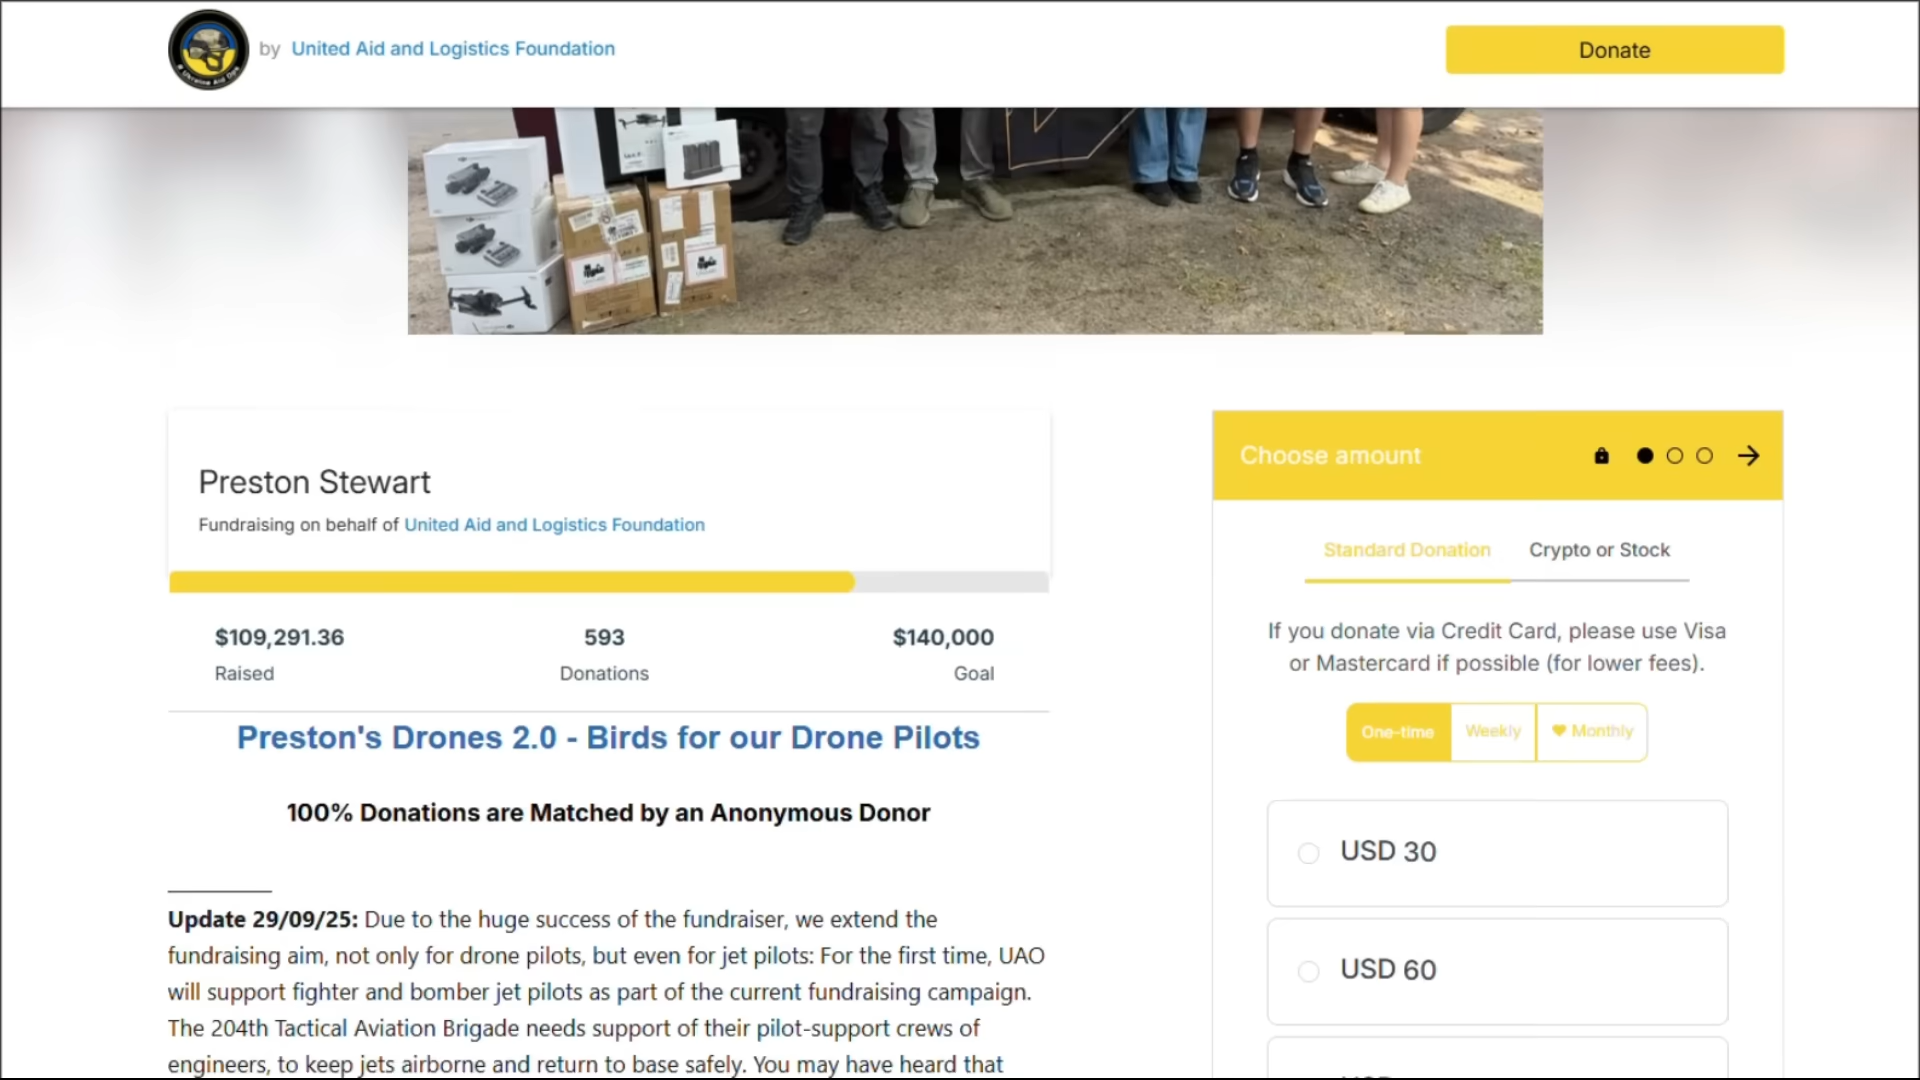 by United Aid and Logistics Foundation
Donate
Ukraine Aid Ops
Preston Stewart
Fundraising on behalf of United Aid and Logistics Foundation
$109,291.36
Raised
593
Donations
$140,000
Goal
Preston's Drones 2.0 - Birds for our Drone Pilots
100% Donations are Matched by an Anonymous Donor
Update 29/09/25: Due to the huge success of the fundraiser, we extend the
fundraising aim, not only for drone pilots, but even for jet pilots: For the first time, UAO
will support fighter and bomber jet pilots as part of the current fundraising campaign.
The 204th Tactical Aviation Brigade needs support of their pilot-support crews of
engineers, to keep jets airborne and return to base safely. You may have heard that
Choose amount
Standard Donation
Crypto or Stock
If you donate via Credit Card, please use Visa
or Mastercard if possible (for lower fees).
One-time
Weekly
Monthly
USD 30
USD 60